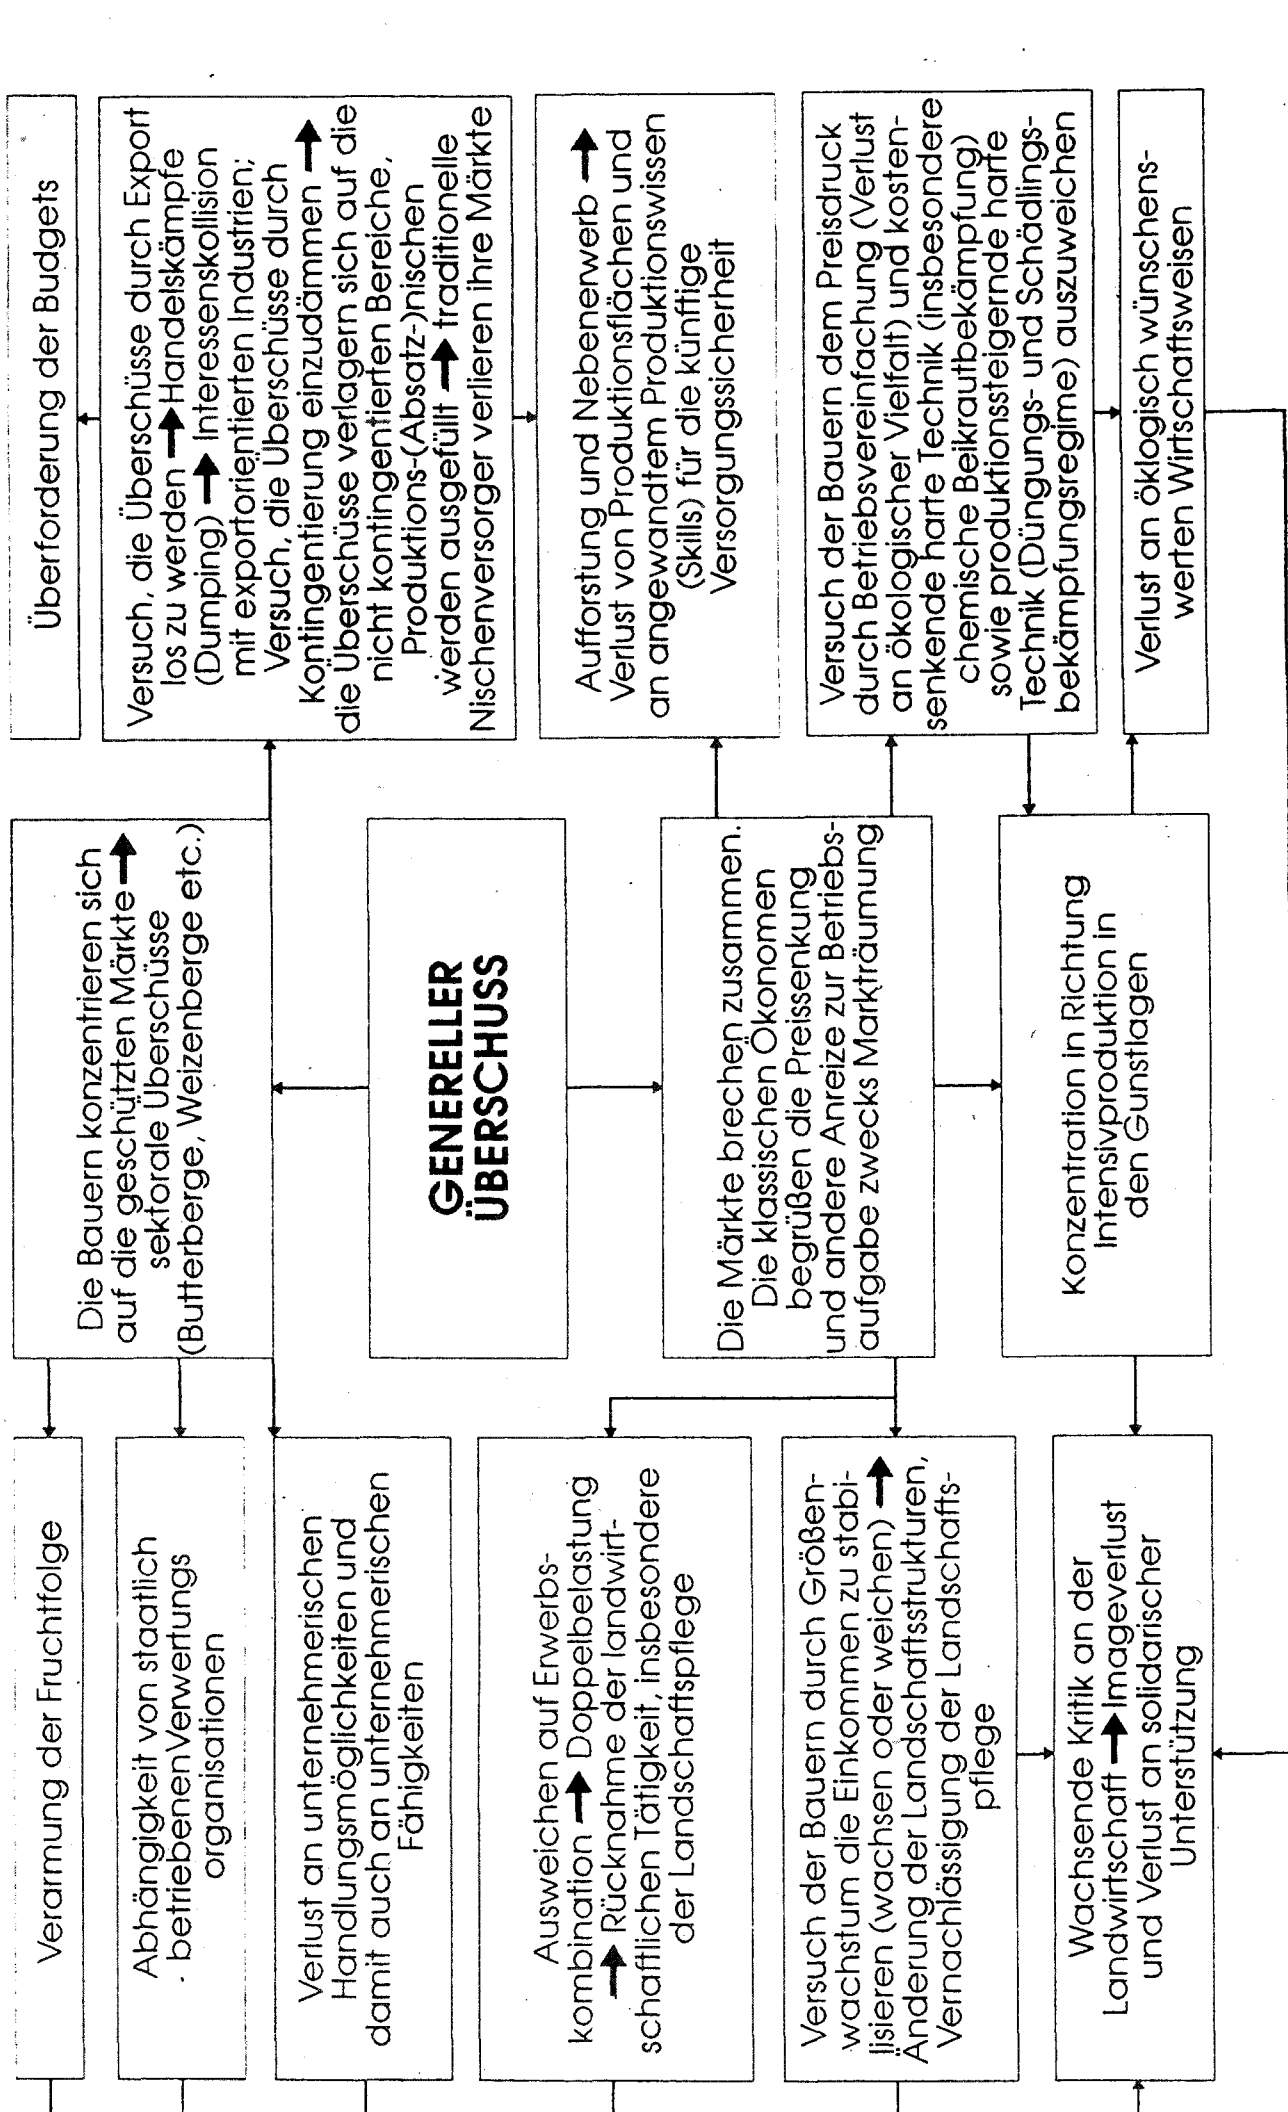 Verarmung der Fruchtfolge
Abhängigkeit von staatlich
- betriebenen Verwertungs
organisationen
Verlust an unternehmerischen
Handlungsmöglichkeiten und
damit auch an unternehmerischen
Fähigkeiten
Ausweichen auf Erwerbs-
kombination → Doppelbelastung
→ Rücknahme der landwirt-
schaftlichen Tätigkeit, insbesondere
der Landschaftspflege
Versuch der Bauern durch Größen-
wachstum die Einkommen zu stabi-
lisieren (wachsen oder weichen) →
Änderung der Landschaftsstrukturen,
Vernachlässigung der Landschafts-
pflege
Wachsende Kritik an der
Landwirtschaft → Imageverlust
und Verlust an solidarischer
Unterstützung
Die Bauern konzentrieren sich
auf die geschützten Märkte →
sektorale Überschüsse
(Butterberge, Weizenberge etc.)
GENERELLER
ÜBERSCHUSS
Die Märkte brechen zusammen.
Die klassischen Ökonomen
begrüßen die Preissenkung
und andere Anreize zur Betriebs-
aufgabe zwecks Markträumung
Konzentration in Richtung
Intensivproduktion in
den Gunstlagen
Überforderung der Budgets
Versuch, die Überschüsse durch Export
los zu werden → Handelskämpfe
(Dumping) → Interessenskollision
mit exportorientierten Industrien;
Versuch, die Überschüsse durch
Kontingentierung einzudämmen →
die Überschüsse verlagern sich auf die
nicht kontingentierten Bereiche,
Produktions-(Absatz-)nischen
werden ausgefüllt → traditionelle
Nischenversorger verlieren ihre Märkte
Aufforstung und Nebenerwerb →
Verlust von Produktionsflächen und
an angewandtem Produktionswissen
(Skills) für die künftige
Versorgungssicherheit
Versuch der Bauern dem Preisdruck
durch Betriebsvereinfachung (Verlust
an ökologischer Vielfalt) und kosten-
senkende harte Technik (insbesondere
chemische Beikrautbekämpfung)
sowie produktionssteigernde harte
Technik (Düngungs- und Schädlings-
bekämpfungsregime) auszuweichen
Verlust an öklogisch wünschens-
werten Wirtschaftsweisen